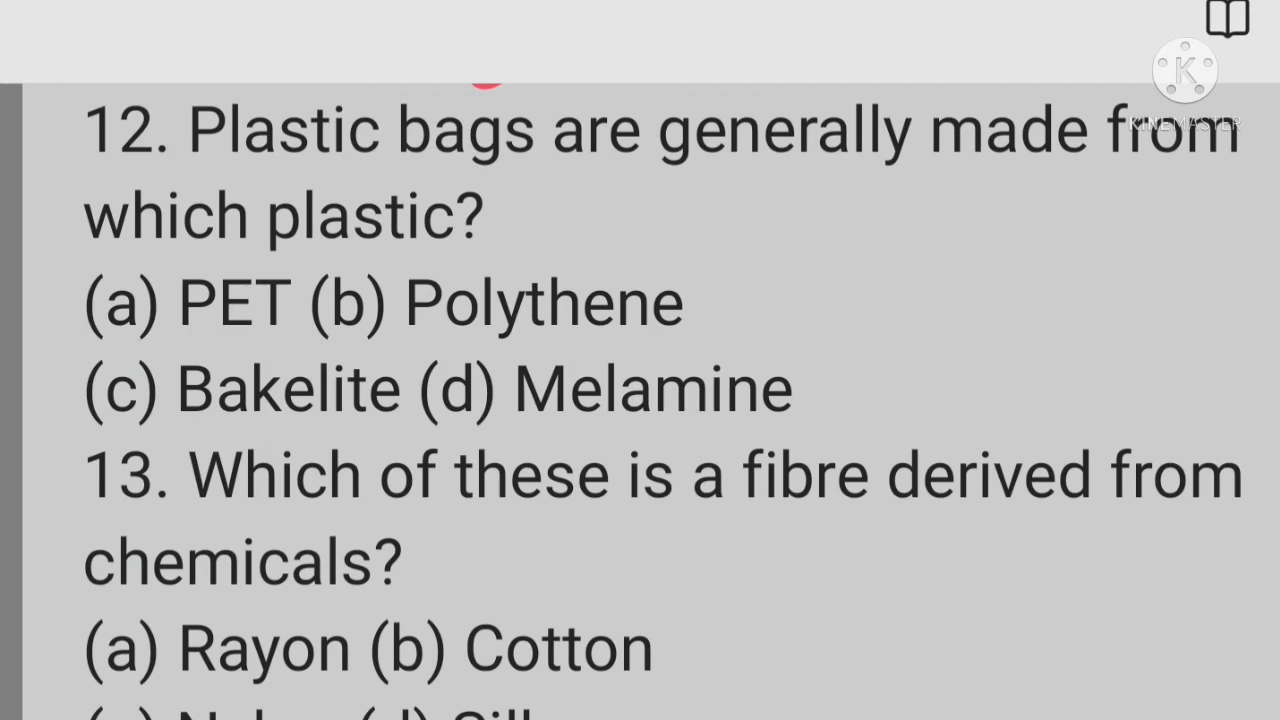 12. Plastic bags are generally made from
which plastic?
(a) PET (b) Polythene
(c) Bakelite (d) Melamine
13. Which of these is a fibre derived from
chemicals?
(a) Rayon (b) Cotton
K
KINEMASTER